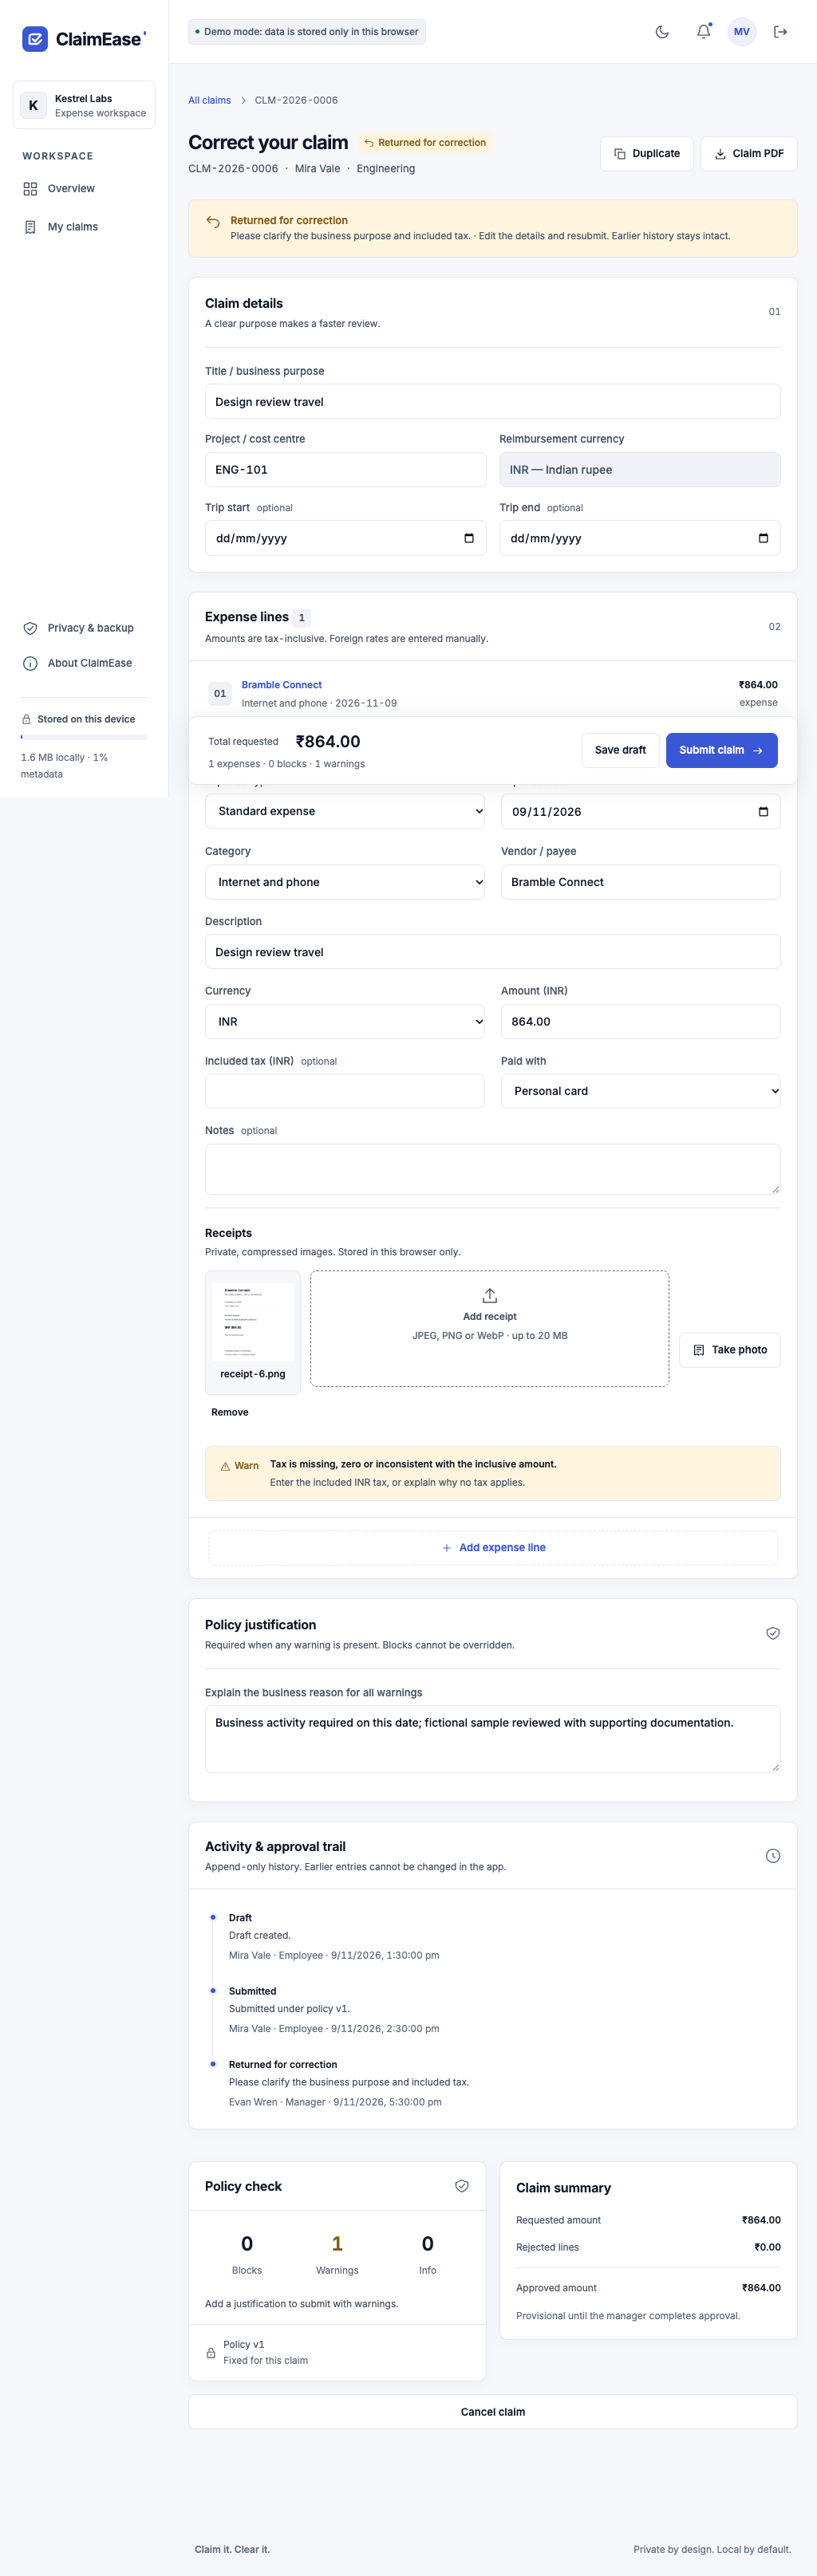 ClaimEase
Demo mode: data is stored only in this browser
MV
K
Kestrel Labs
Expense workspace
WORKSPACE
Overview
My claims
Privacy & backup
About ClaimEase
Stored on this device
1.6 MB locally · 1%
metadata
All claims > CLM-2026-0006
Correct your claim
Returned for correction
CLM-2026-0006 · Mira Vale · Engineering
Duplicate
Claim PDF
Returned for correction
Please clarify the business purpose and included tax. · Edit the details and resubmit. Earlier history stays intact.
Claim details
A clear purpose makes a faster review.
01
Title / business purpose
Design review travel
Project / cost centre
Reimbursement currency
ENG-101
INR — Indian rupee
Trip start optional
Trip end optional
dd/mm/yyyy
dd/mm/yyyy
Expense lines 1
Amounts are tax-inclusive. Foreign rates are entered manually.
02
01
Bramble Connect
Internet and phone · 2026-11-09
₹864.00
expense
Total requested ₹864.00
1 expenses · 0 blocks · 1 warnings
Save draft
Submit claim →
Standard expense
09/11/2026
Category
Vendor / payee
Internet and phone
Bramble Connect
Description
Design review travel
Currency
Amount (INR)
INR
864.00
Included tax (INR) optional
Paid with
Personal card
Notes optional
Receipts
Private, compressed images. Stored in this browser only.
receipt-6.png
Remove
Add receipt
JPEG, PNG or WebP · up to 20 MB
Take photo
Warn
Tax is missing, zero or inconsistent with the inclusive amount.
Enter the included INR tax, or explain why no tax applies.
+ Add expense line
Policy justification
Required when any warning is present. Blocks cannot be overridden.
Explain the business reason for all warnings
Business activity required on this date; fictional sample reviewed with supporting documentation.
Activity & approval trail
Append-only history. Earlier entries cannot be changed in the app.
Draft
Draft created.
Mira Vale · Employee · 9/11/2026, 1:30:00 pm
Submitted
Submitted under policy v1.
Mira Vale · Employee · 9/11/2026, 2:30:00 pm
Returned for correction
Please clarify the business purpose and included tax.
Evan Wren · Manager · 9/11/2026, 5:30:00 pm
Policy check
0
1
0
Blocks
Warnings
Info
Add a justification to submit with warnings.
Policy v1
Fixed for this claim
Claim summary
Requested amount ₹864.00
Rejected lines ₹0.00
Approved amount ₹864.00
Provisional until the manager completes approval.
Cancel claim
Claim it. Clear it.
Private by design. Local by default.